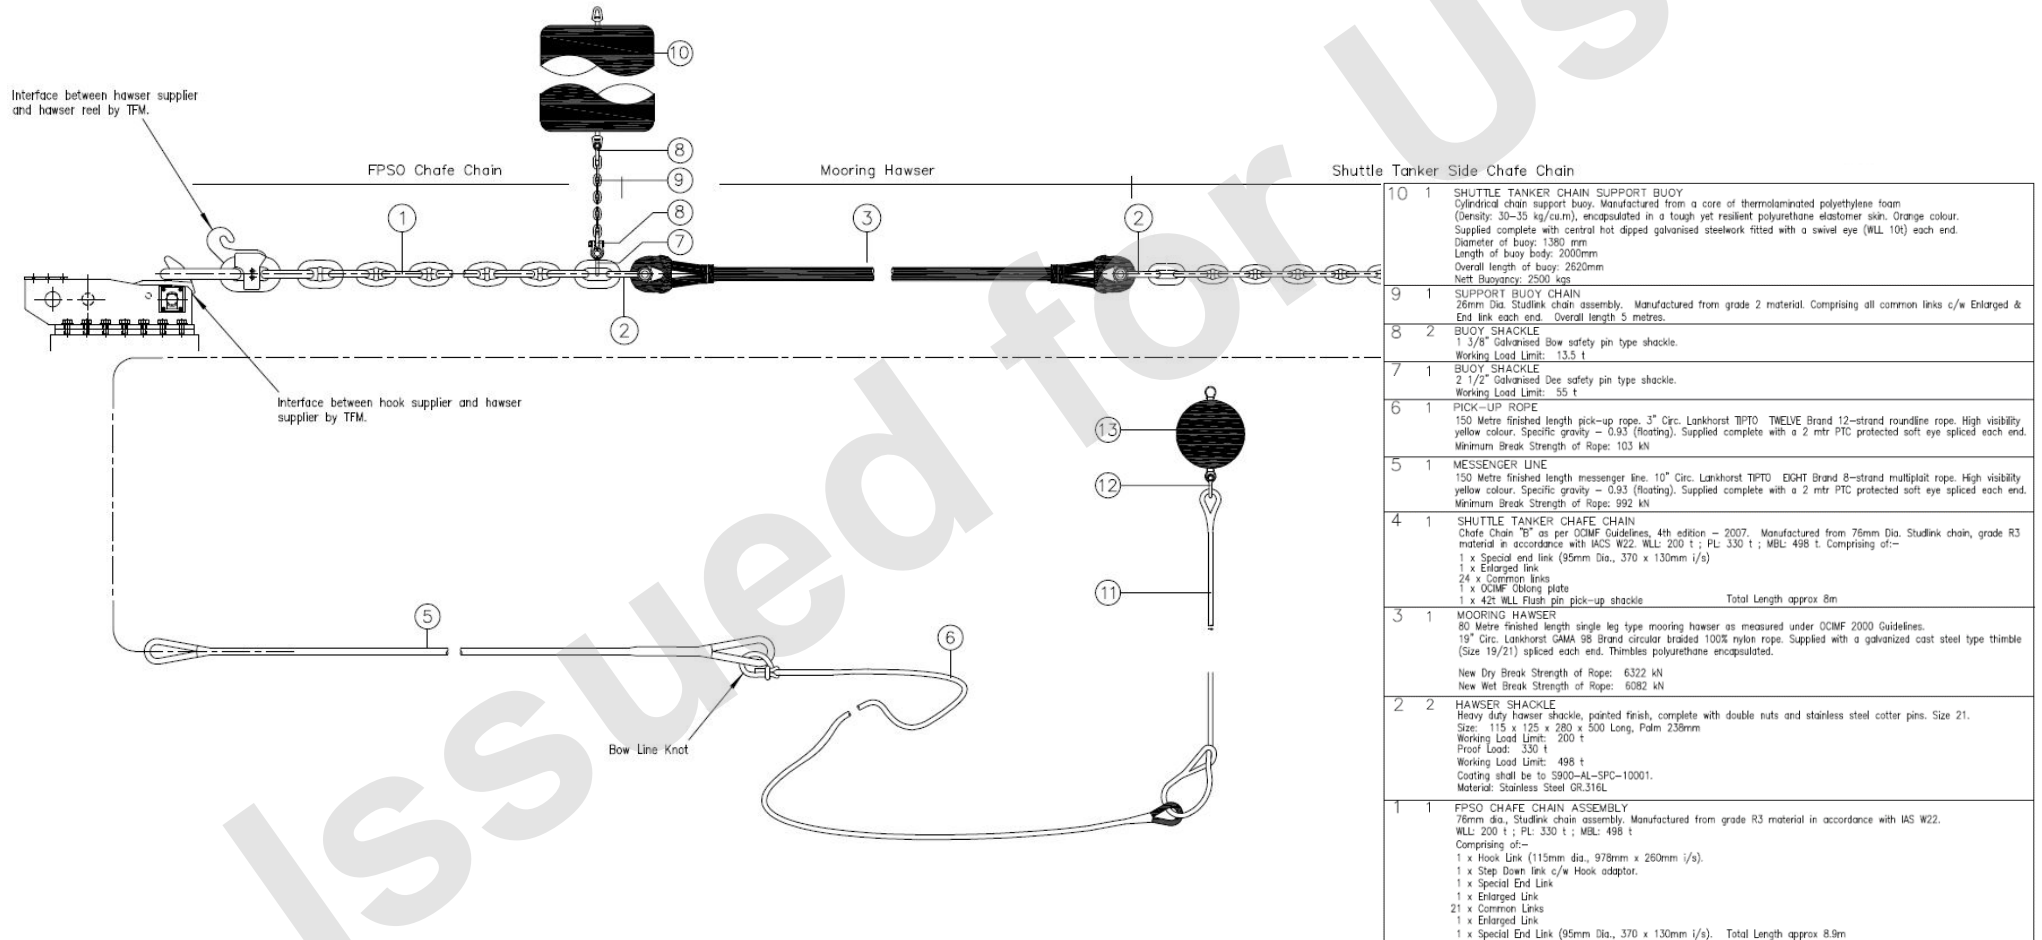 Issued for Us
Interface between hawser supplier
and hawser reel by TFM.
FPSO Chafe Chain
Mooring Hawser
Shuttle Tanker Side Chafe Chain
10
8
9
8
7
1
2
3
2
Interface between hook supplier and hawser
supplier by TFM.
13
12
11
5
6
Bow Line Knot
10 1 SHUTTLE TANKER CHAIN SUPPORT BUOY
Cylindrical chain support buoy. Manufactured from a core of thermolaminated polyethylene foam
(Density: 30-35 kg/cu.m), encapsulated in a tough yet resilient polyurethane elastomer skin. Orange colour.
Supplied complete with central hot dipped galvanised steelwork fitted with a swivel eye (WLL 10t) each end.
Diameter of buoy: 1380 mm
Length of buoy body: 2000mm
Overall length of buoy: 2620mm
Nett Buoyancy: 2500 kgs
9 1 SUPPORT BUOY CHAIN
26mm Dia. Studlink chain assembly. Manufactured from grade 2 material. Comprising all common links c/w Enlarged &
End link each end. Overall length 5 metres.
8 2 BUOY SHACKLE
1 3/8" Galvanised Bow safety pin type shackle.
Working Load Limit: 13.5 t
7 1 BUOY SHACKLE
2 1/2" Galvanised Dee safety pin type shackle.
Working Load Limit: 55 t
6 1 PICK-UP ROPE
150 Metre finished length pick-up rope. 3" Circ. Lankhorst TIPTO TWELVE Brand 12-strand roundline rope. High visibility
yellow colour. Specific gravity - 0.93 (floating). Supplied complete with a 2 mtr PTC protected soft eye spliced each end.
Minimum Break Strength of Rope: 103 kN
5 1 MESSENGER LINE
150 Metre finished length messenger line. 10" Circ. Lankhorst TIPTO EIGHT Brand 8-strand multiplait rope. High visibility
yellow colour. Specific gravity - 0.93 (floating). Supplied complete with a 2 mtr PTC protected soft eye spliced each end.
Minimum Break Strength of Rope: 992 kN
4 1 SHUTTLE TANKER CHAFE CHAIN
Chafe Chain "B" as per OCIMF Guidelines, 4th edition - 2007. Manufactured from 76mm Dia. Studlink chain, grade R3
material in accordance with IACS W22. WLL: 200 t ; PL: 330 t ; MBL: 498 t. Comprising of:-
1 x Special end link (95mm Dia., 370 x 130mm i/s)
1 x Enlarged link
24 x Common links
1 x OCIMF Oblong plate
1 x 42t WLL Flush pin pick-up shackle Total Length approx 8m
3 1 MOORING HAWSER
80 Metre finished length single leg type mooring hawser as measured under OCIMF 2000 Guidelines.
19" Circ. Lankhorst GAMA 98 Brand circular braided 100% nylon rope. Supplied with a galvanized cast steel type thimble
(Size 19/21) spliced each end. Thimbles polyurethane encapsulated.
New Dry Break Strength of Rope: 6322 kN
New Wet Break Strength of Rope: 6082 kN
2 2 HAWSER SHACKLE
Heavy duty hawser shackle, painted finish, complete with double nuts and stainless steel cotter pins. Size 21.
Size: 115 x 125 x 280 x 500 Long, Palm 238mm
Working Load Limit: 200 t
Proof Load: 330 t
Working Load Limit: 498 t
Coating shall be to S900-AL-SPC-10001.
Material: Stainless Steel GR.316L
1 1 FPSO CHAFE CHAIN ASSEMBLY
76mm dia., Studlink chain assembly. Manufactured from grade R3 material in accordance with IAS W22.
WLL: 200 t ; PL: 330 t ; MBL: 498 t
Comprising of:-
1 x Hook Link (115mm dia., 978mm x 260mm i/s).
1 x Step Down link c/w Hook adaptor.
1 x Special End Link
1 x Enlarged Link
21 x Common Links
1 x Enlarged Link
1 x Special End Link (95mm Dia., 370 x 130mm i/s). Total Length approx 8.9m